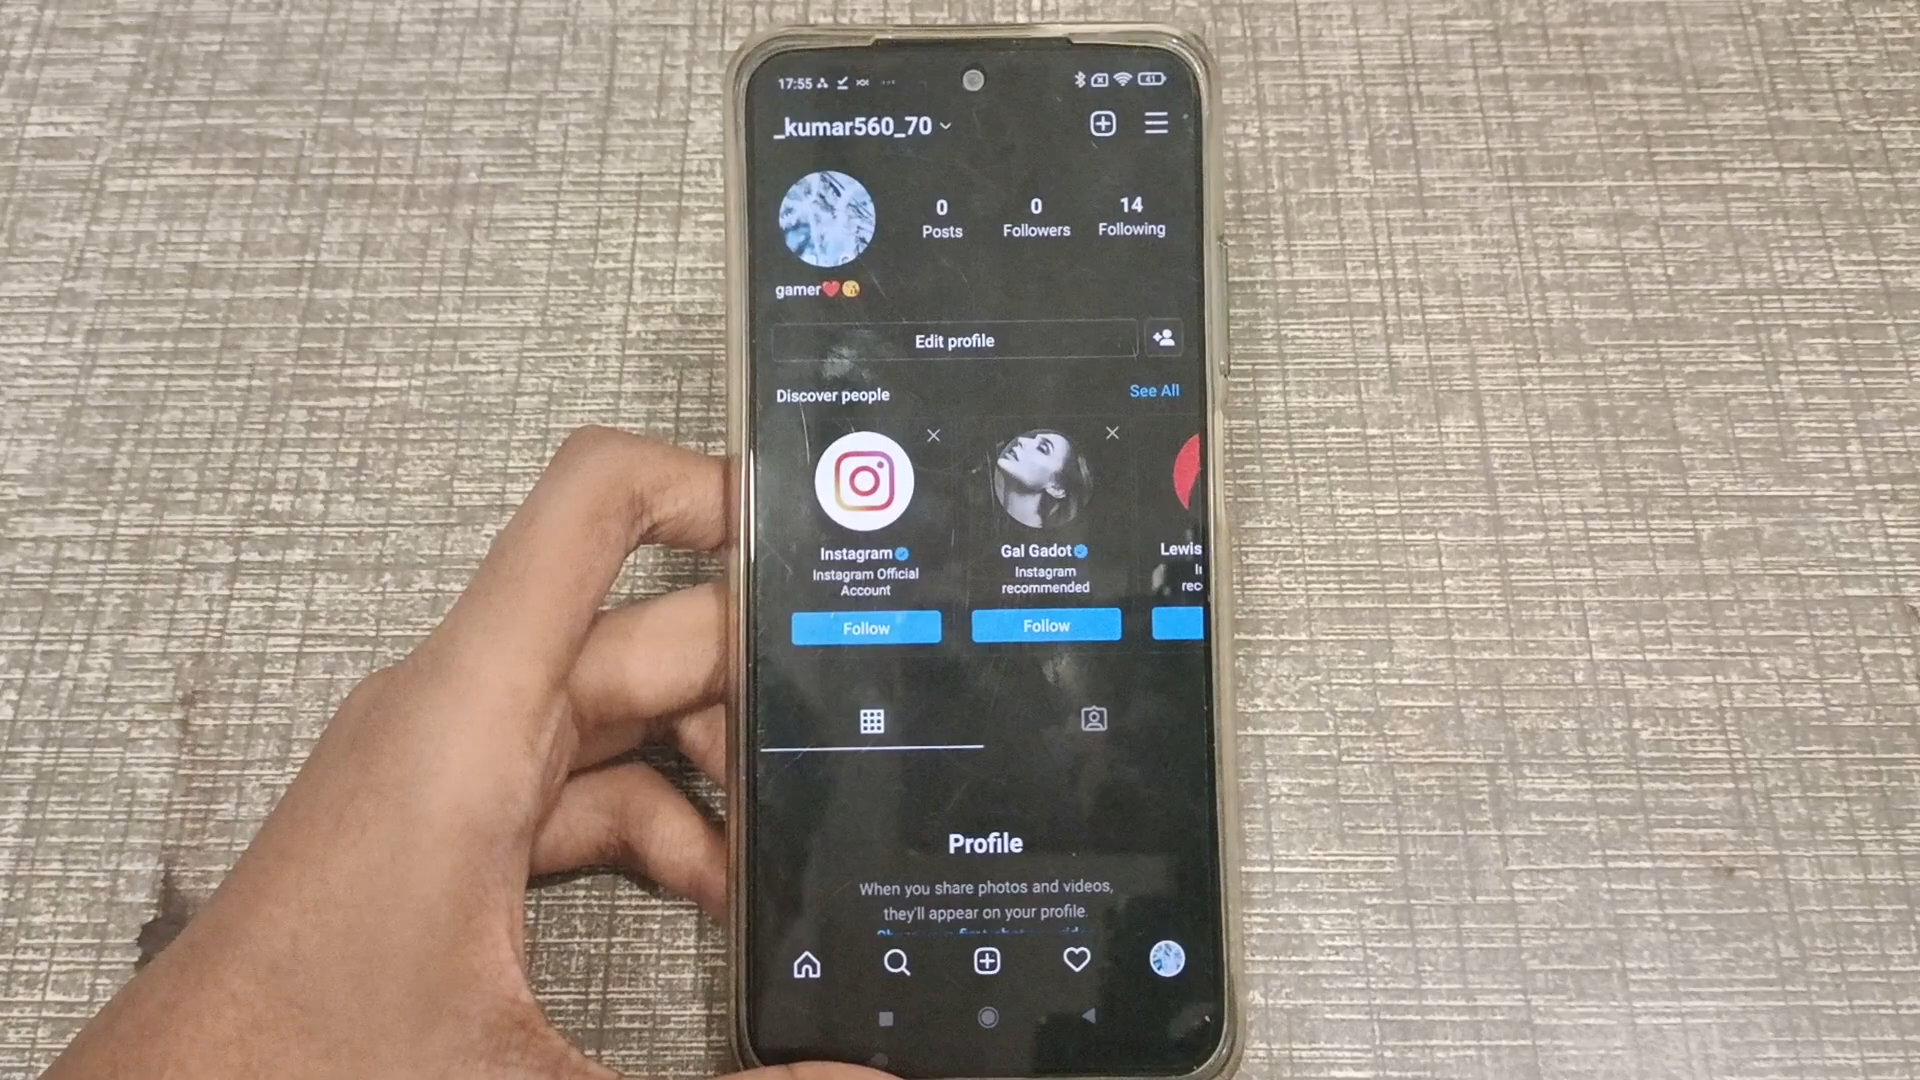 17:55
41
_kumar560_70
0 0 14
Posts Followers Following
gamer❤️😘
Edit profile
Discover people See All
Instagram Gal Gadot Lewis
Instagram Official Account
Instagram recommended
Follow Follow
Profile
When you share photos and videos,
they'll appear on your profile.